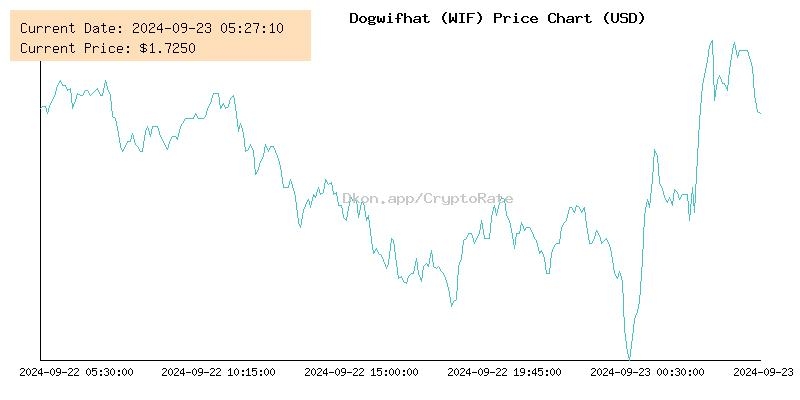 Dogwifhat (WIF) Price Chart (USD)
Current Date: 2024-09-23 05:27:10
Current Price: $1.7250
Dkon.app/CryptoRate
2024-09-22 05:30:00 2024-09-22 10:15:00 2024-09-22 15:00:00 2024-09-22 19:45:00 2024-09-23 00:30:00 2024-09-23